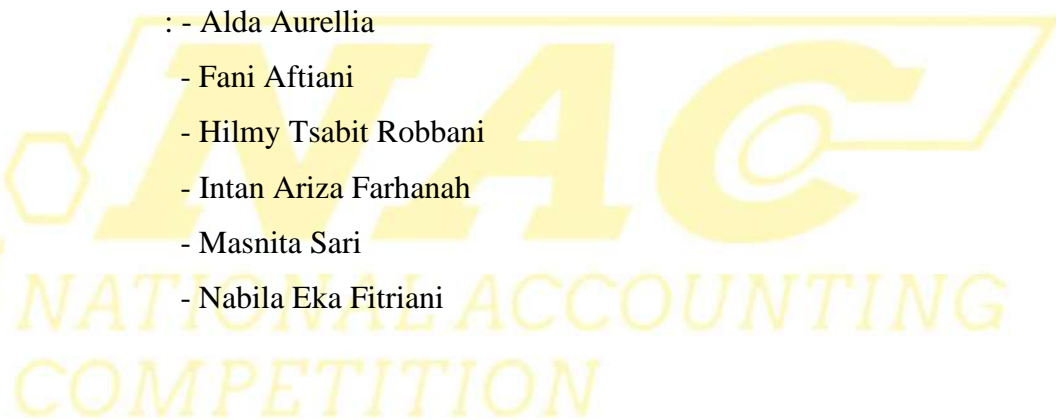 : - Alda Aurellia
- Fani Aftiani
- Hilmy Tsabit Robbani
- Intan Ariza Farhanah
- Masnita Sari
- Nabila Eka Fitriani
NAC
NATIONAL ACCOUNTING
COMPETITION